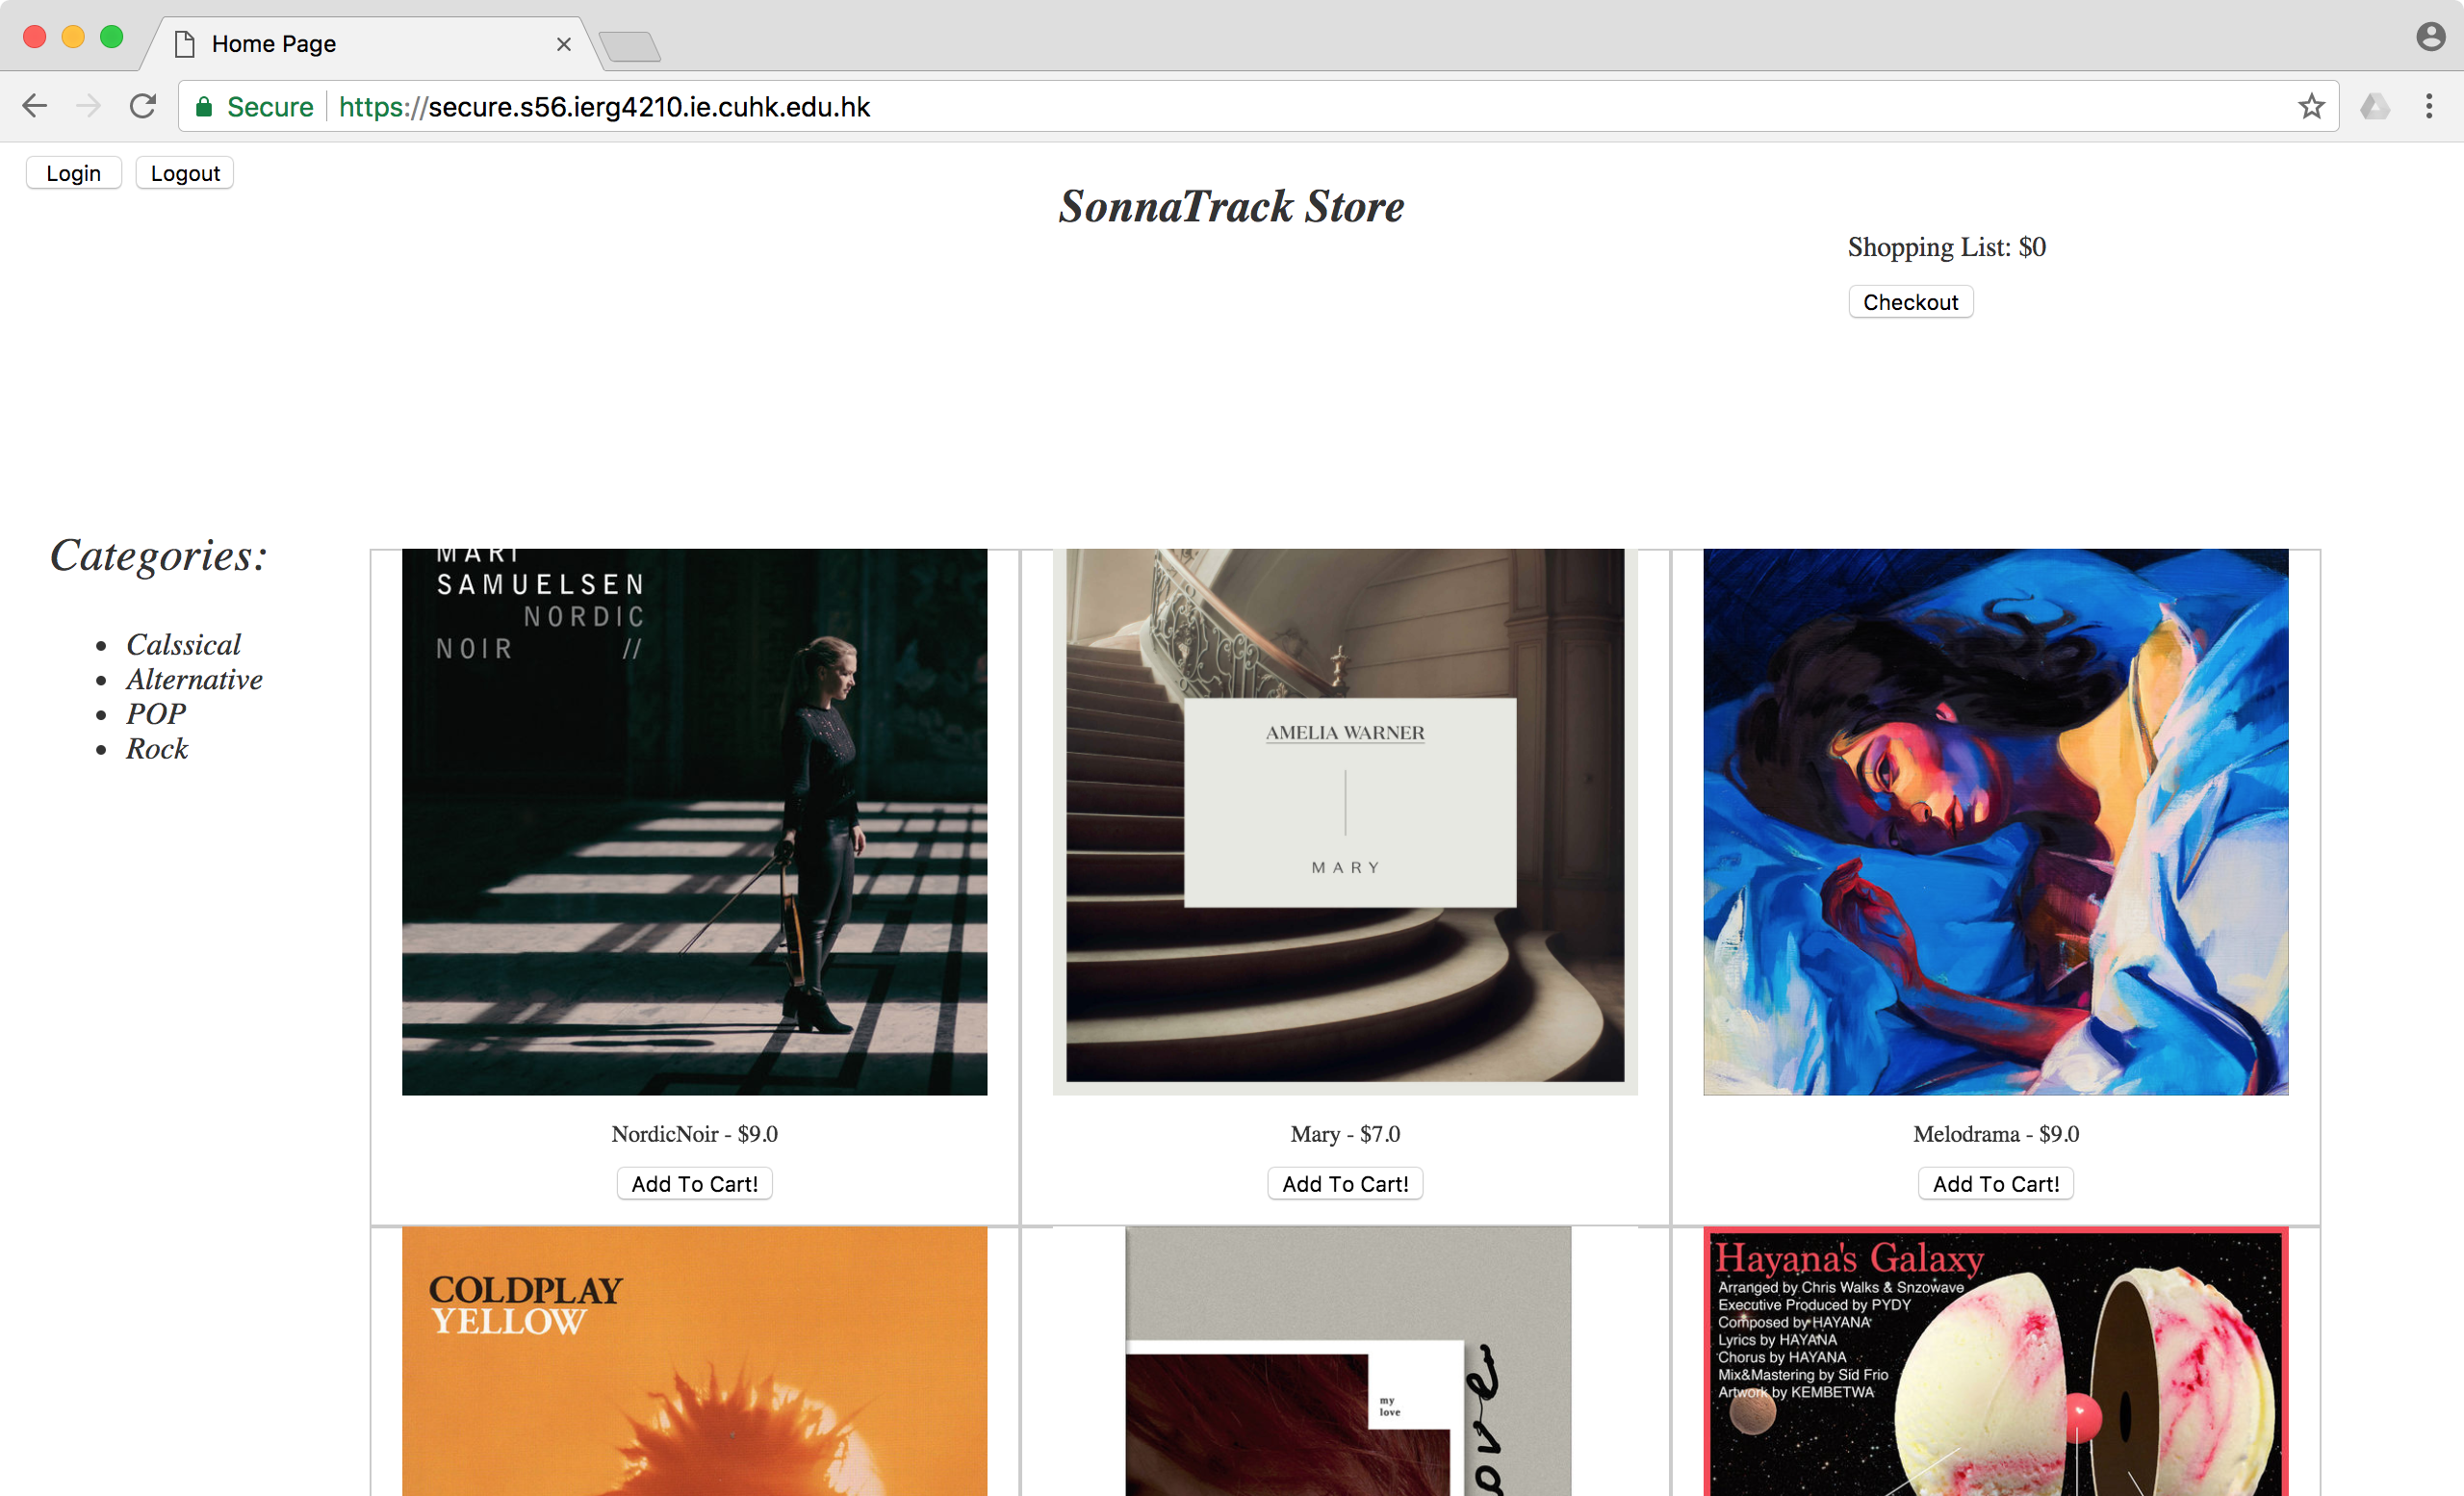 Home Page
Secure https://secure.s56.ierg4210.ie.cuhk.edu.hk
Login Logout
SonnaTrack Store
Shopping List: $0
Checkout
Categories:
Calssical
Alternative
POP
Rock
MARI
SAMUELSEN
NORDIC
NOIR //
AMELIA WARNER
MARY
NordicNoir - $9.0
Add To Cart!
Mary - $7.0
Add To Cart!
Melodrama - $9.0
Add To Cart!
COLDPLAY
YELLOW
my
love
love
Hayana's Galaxy
Arranged by Chris Walks & Snzowave
Executive Produced by PYDY
Composed by HAYANA
Lyrics by HAYANA
Chorus by HAYANA
Mix&Mastering by Sid Frio
Artwork by KEMBETWA